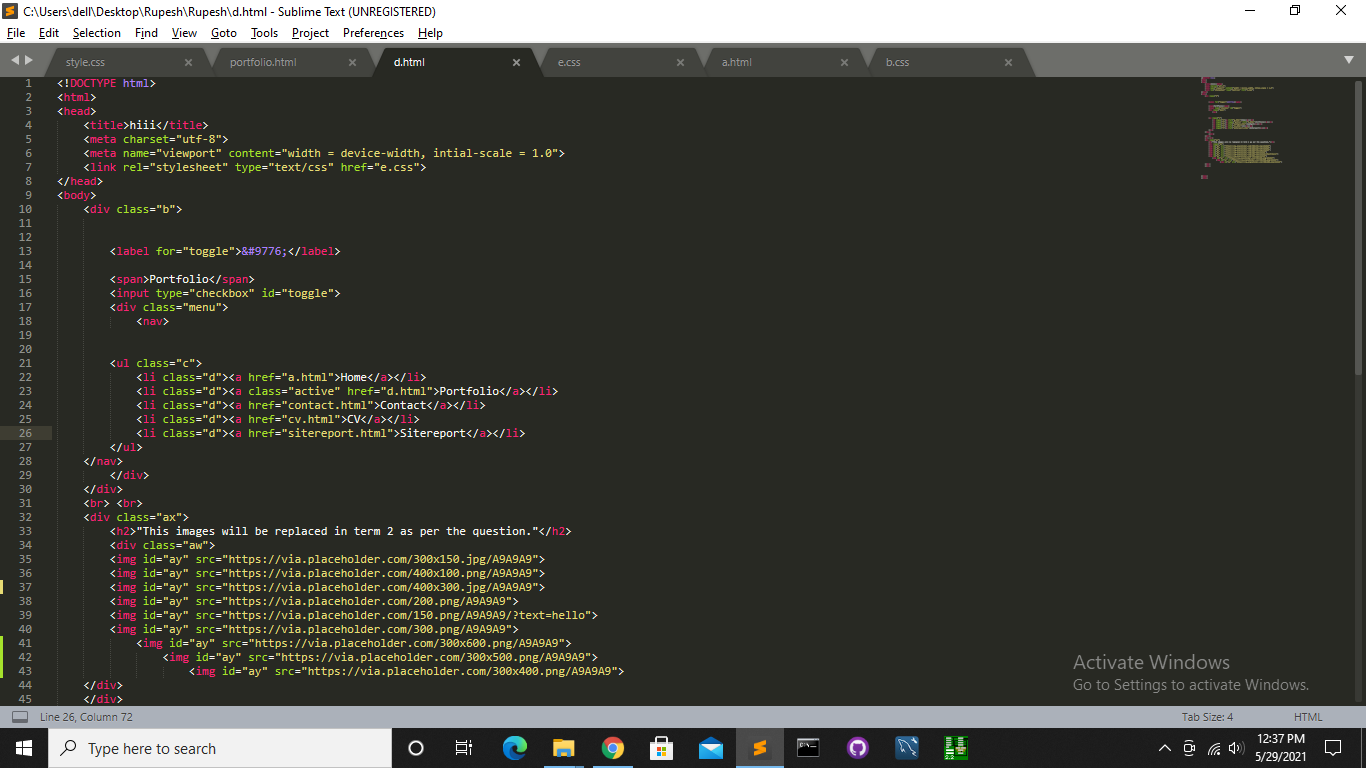 C:\Users\dell\Desktop\Rupesh\Rupesh\d.html - Sublime Text (UNREGISTERED)
File Edit Selection Find View Goto Tools Project Preferences Help
style.css × portfolio.html × d.html × e.css × a.html × b.css ×
1 <!DOCTYPE html>
2 <html>
3 <head>
4 <title>hiii</title>
5 <meta charset="utf-8">
6 <meta name="viewport" content="width = device-width, intial-scale = 1.0">
7 <link rel="stylesheet" type="text/css" href="e.css">
8 </head>
9 <body>
10 <div class="b">
11
12
13 <label for="toggle">&#9776;</label>
14
15 <span>Portfolio</span>
16 <input type="checkbox" id="toggle">
17 <div class="menu">
18 <nav>
19
20
21 <ul class="c">
22 <li class="d"><a href="a.html">Home</a></li>
23 <li class="d"><a class="active" href="d.html">Portfolio</a></li>
24 <li class="d"><a href="contact.html">Contact</a></li>
25 <li class="d"><a href="cv.html">CV</a></li>
26 <li class="d"><a href="sitereport.html">Sitereport</a></li>
27 </ul>
28 </nav>
29 </div>
30 </div>
31 <br> <br>
32 <div class="ax">
33 <h2>"This images will be replaced in term 2 as per the question."</h2>
34 <div class="aw">
35 <img id="ay" src="https://via.placeholder.com/300x150.jpg/A9A9A9">
36 <img id="ay" src="https://via.placeholder.com/400x100.png/A9A9A9">
37 <img id="ay" src="https://via.placeholder.com/400x300.jpg/A9A9A9">
38 <img id="ay" src="https://via.placeholder.com/200.png/A9A9A9">
39 <img id="ay" src="https://via.placeholder.com/150.png/A9A9A9/?text=hello">
40 <img id="ay" src="https://via.placeholder.com/300.png/A9A9A9">
41 <img id="ay" src="https://via.placeholder.com/300x600.png/A9A9A9">
42 <img id="ay" src="https://via.placeholder.com/300x500.png/A9A9A9">
43 <img id="ay" src="https://via.placeholder.com/300x400.png/A9A9A9">
44 </div>
45 </div>
Activate Windows
Go to Settings to activate Windows.
Line 26, Column 72 Tab Size: 4 HTML
Type here to search
12:37 PM
5/29/2021